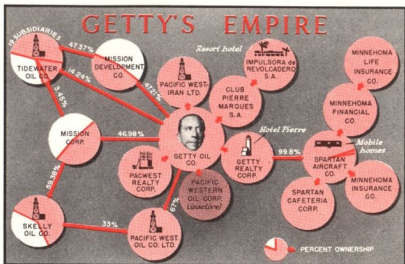 GETTY'S EMPIRE
19 SUBSIDIARIES
TIDEWATER
OIL CO.
47.37%
MISSION
DEVELOPMENT
CO.
14.24%
47.21%
3.45%
PACIFIC WEST-
IRAN LTD.
Resort hotel
IMPULSORA de
REVOLCADERO
S.A.
CLUB
PIERRE
MARQUES
S.A.
MINNEHOMA
LIFE
INSURANCE
CO.
MINNEHOMA
FINANCIAL
CO.
MISSION
CORP.
46.98%
GETTY OIL
CO.
Hotel Pierre
GETTY
REALTY
CORP.
99.8%
Mobile
homes
SPARTAN
AIRCRAFT
CO.
PACWEST
REALTY
CORP.
PACIFIC
WESTERN
OIL CORP.
(inactive)
59.38%
SKELLY
OIL CO.
33%
PACIFIC WEST
OIL CO. LTD.
67%
SPARTAN
CAFETERIA
CORP.
MINNEHOMA
INSURANCE
CO.
PERCENT OWNERSHIP